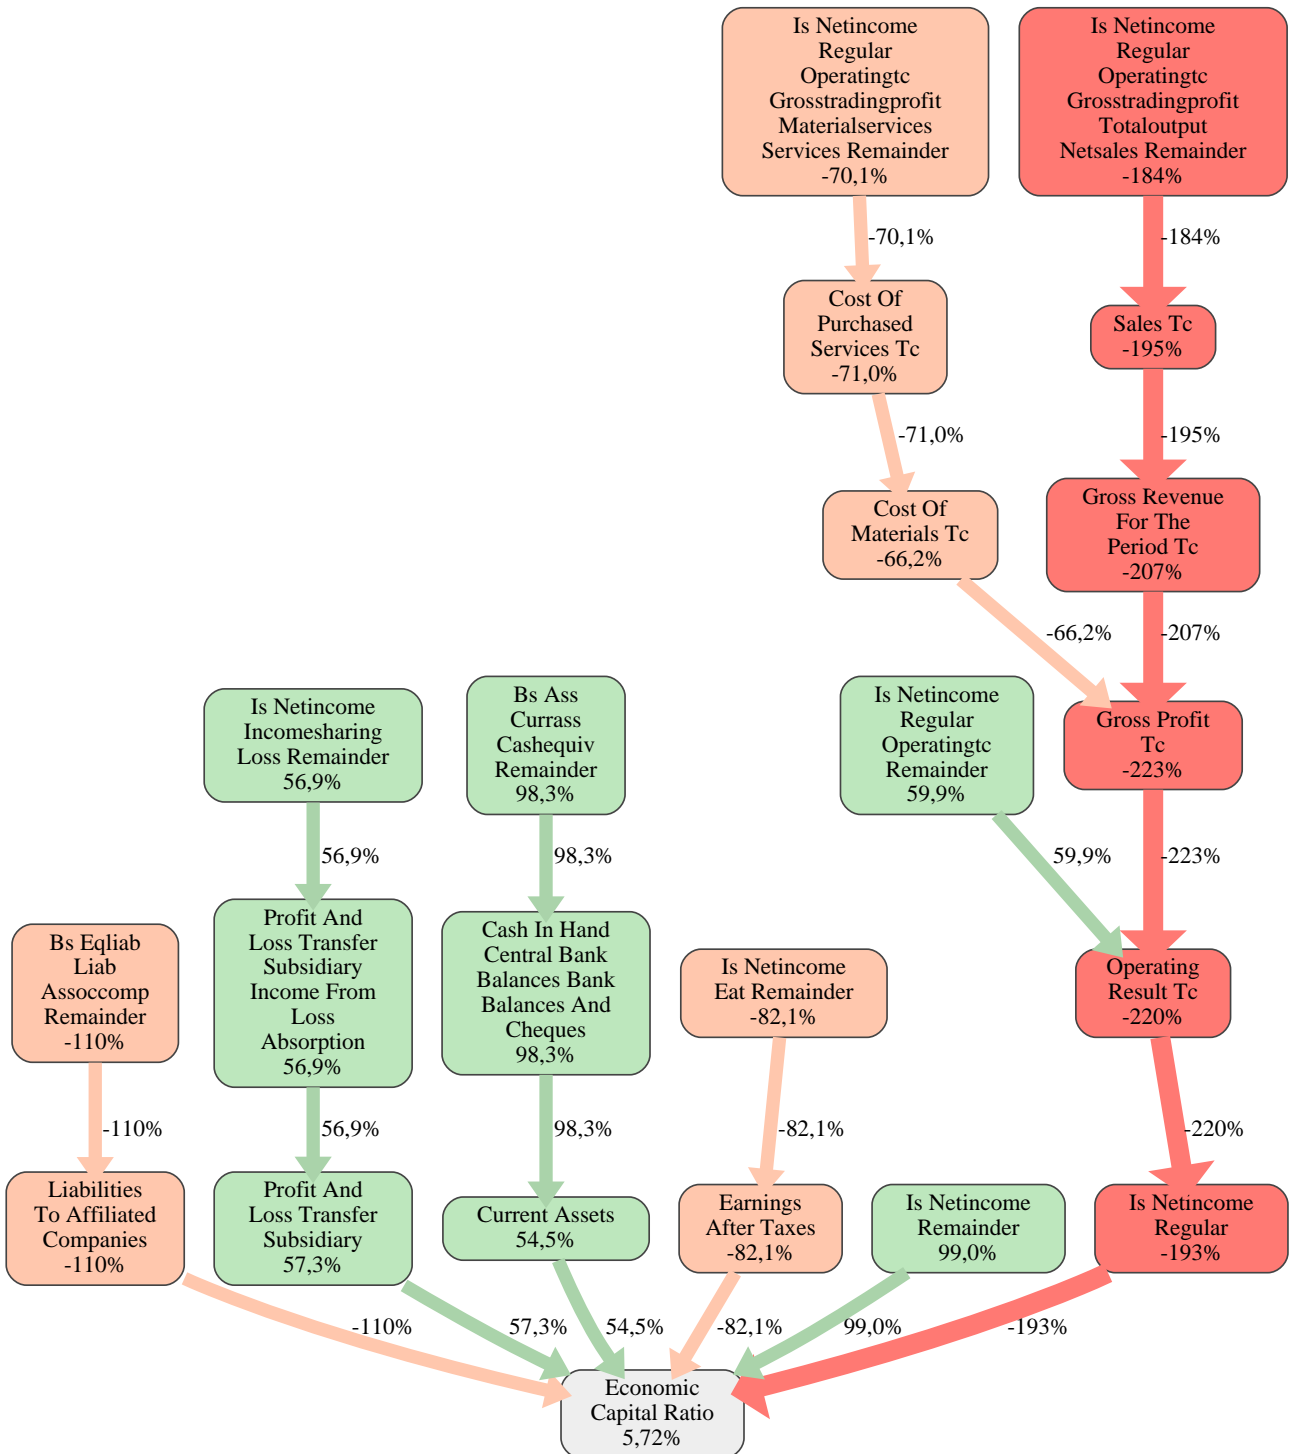 Is Netincome
Regular
Operatingtc
Grosstradingprofit
Materialservices
Services Remainder
-70,1%
Is Netincome
Regular
Operatingtc
Grosstradingprofit
Totaloutput
Netsales Remainder
-184%
-70,1%
-184%
Cost Of
Purchased
Services Tc
-71,0%
Sales Tc
-195%
-71,0%
-195%
Cost Of
Materials Tc
-66,2%
Gross Revenue
For The
Period Tc
-207%
-66,2%
-207%
Is Netincome
Incomesharing
Loss Remainder
56,9%
Bs Ass
Currass
Cashequiv
Remainder
98,3%
Is Netincome
Regular
Operatingtc
Remainder
59,9%
Gross Profit
Tc
-223%
56,9%
98,3%
59,9%
-223%
Bs Eqliab
Liab
Assoccomp
Remainder
-110%
Profit And
Loss Transfer
Subsidiary
Income From
Loss
Absorption
56,9%
Cash In Hand
Central Bank
Balances Bank
Balances And
Cheques
98,3%
Is Netincome
Eat Remainder
-82,1%
Operating
Result Tc
-220%
-110%
56,9%
98,3%
-82,1%
-220%
Liabilities
To Affiliated
Companies
-110%
Profit And
Loss Transfer
Subsidiary
57,3%
Current Assets
54,5%
Earnings
After Taxes
-82,1%
Is Netincome
Remainder
99,0%
Is Netincome
Regular
-193%
-110%
57,3%
54,5%
-82,1%
99,0%
-193%
Economic
Capital Ratio
5,72%